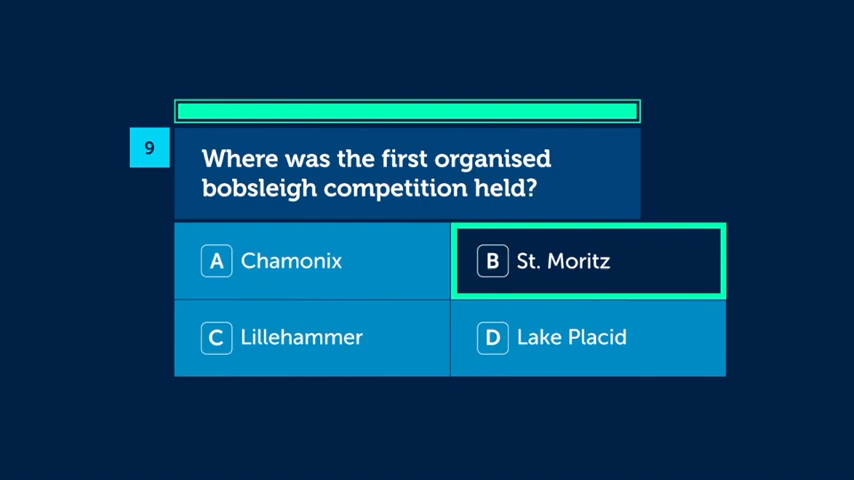 9
Where was the first organised
bobsleigh competition held?
A Chamonix
B St. Moritz
C Lillehammer
D Lake Placid